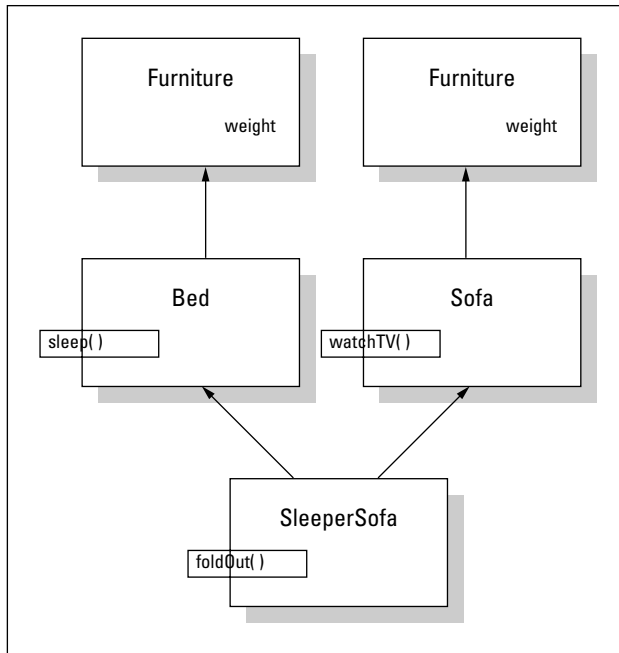 Furniture
weight
Furniture
weight
Bed
sleep( )
Sofa
watchTV( )
SleeperSofa
foldOut( )